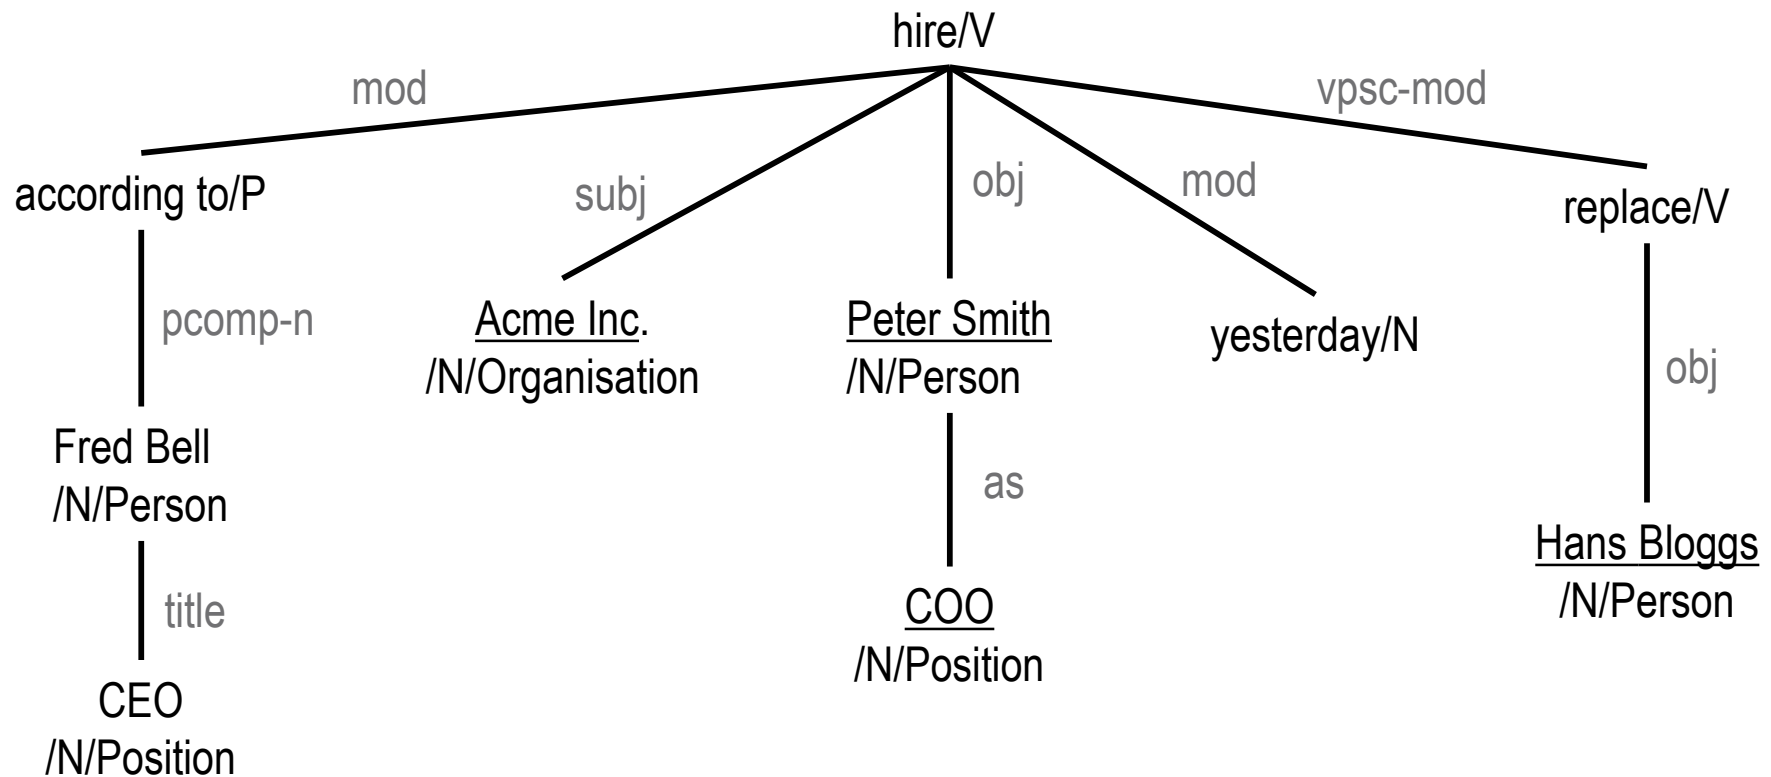 hire/V
mod
vpsc-mod
according to/P
subj
obj
mod
replace/V
pcomp-n
Acme Inc.
/N/Organisation
Peter Smith
/N/Person
yesterday/N
obj
Fred Bell
/N/Person
as
Hans Bloggs
/N/Person
title
COO
/N/Position
CEO
/N/Position